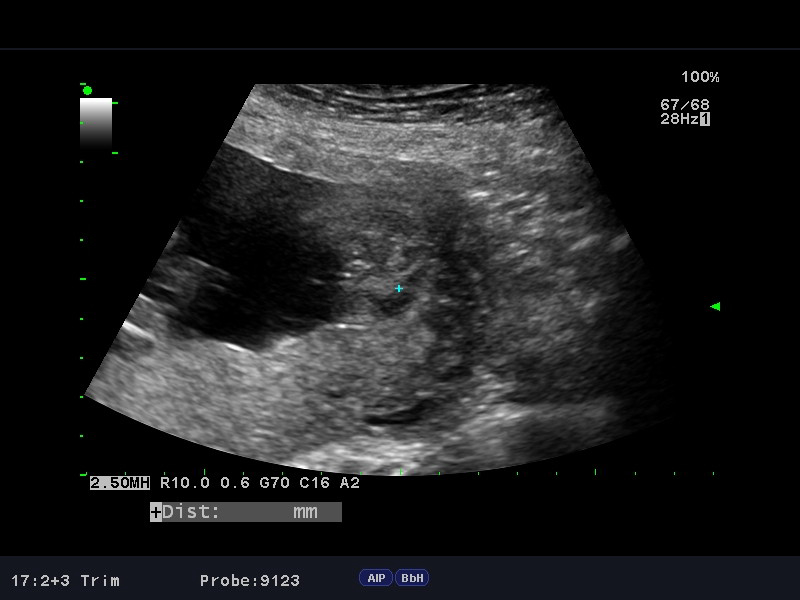 100%
67/68
28Hz1
2.50MH R10.0 0.6 G70 C16 A2
+Dist: mm
17:2+3 Trim Probe:9123 AIP BbH